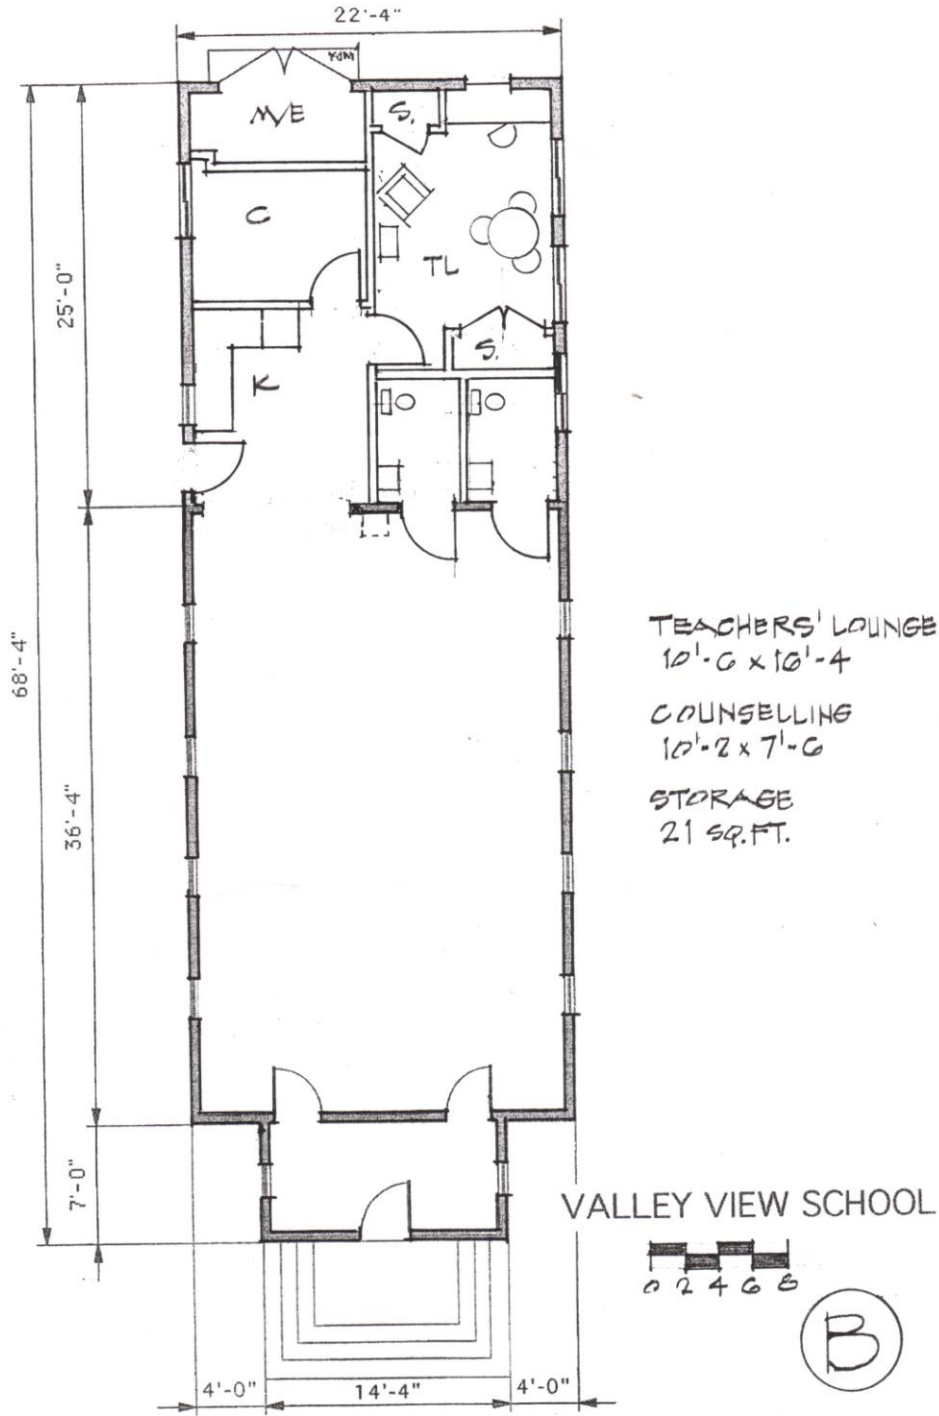 22'-4"
UPA
M/E
S.
C
TL
25'-0"
S.
K
68'-4"
36'-4"
TEACHERS' LOUNGE
10'-6 x 16'-4
COUNSELLING
10'-2 x 7'-6
STORAGE
21 SQ.FT.
7'-0"
VALLEY VIEW SCHOOL
0 2 4 6 8
B
4'-0" 14'-4" 4'-0"